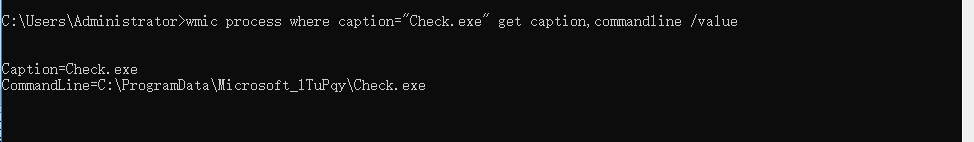 C:\Users\Administrator>wmic process where caption="Check.exe" get caption,commandline /value
Caption=Check.exe
CommandLine=C:\ProgramData\Microsoft_1TuPqy\Check.exe